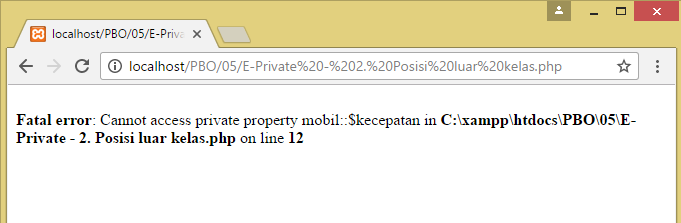 localhost/PBO/05/E-Priva
localhost/PBO/05/E-Private%20-%202.%20Posisi%20luar%20kelas.php
Fatal error: Cannot access private property mobil::$kecepatan in C:\xampp\htdocs\PBO\05\E-
Private - 2. Posisi luar kelas.php on line 12